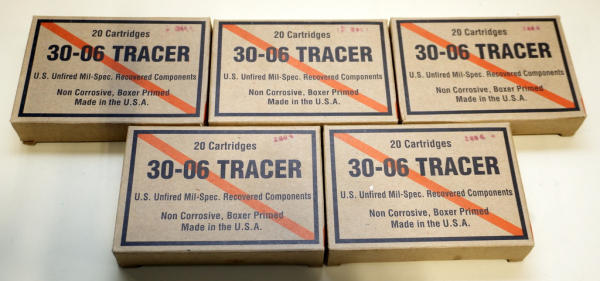 20 Cartridges
30-06 TRACER
U.S. Unfired Mil-Spec. Recovered Components
Non Corrosive, Boxer Primed
Made in the U.S.A.
20 Cartridges
30-06 TRACER
U.S. Unfired Mil-Spec. Recovered Components
Non Corrosive, Boxer Primed
Made in the U.S.A.
20 Cartridges
30-06 TRACER
U.S. Unfired Mil-Spec. Recovered Components
Non Corrosive, Boxer Primed
Made in the U.S.A.
20 Cartridges
30-06 TRACER
U.S. Unfired Mil-Spec. Recovered Components
Non Corrosive, Boxer Primed
Made in the U.S.A.
20 Cartridges
30-06 TRACER
U.S. Unfired Mil-Spec. Recovered Components
Non Corrosive, Boxer Primed
Made in the U.S.A.